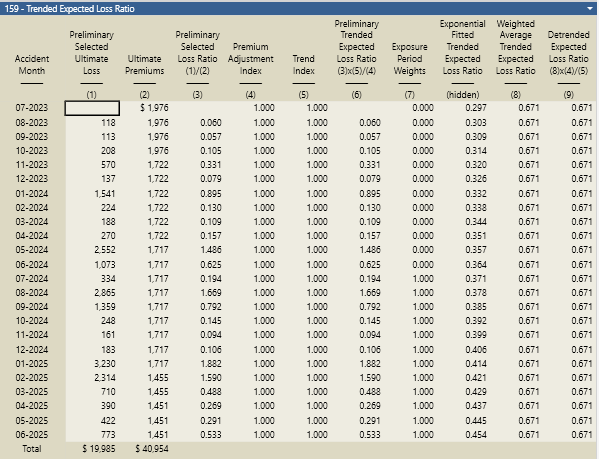 159 - Trended Expected Loss Ratio
Preliminary Exponential Weighted
Preliminary Preliminary Trended Fitted Average Detrended
Selected Selected Premium Expected Exposure Trended Trended Expected
Accident Ultimate Ultimate Loss Ratio Adjustment Trend Loss Ratio Period Expected Expected Loss Ratio
Month Loss Premiums (1)/(2) Index Index (3)x(5)/(4) Weights Loss Ratio Loss Ratio (8)x(4)/(5)
(1) (2) (3) (4) (5) (6) (7) (hidden) (8) (9)
07-2023 $ 1,976 1.000 1.000 0.000 0.297 0.671 0.671
08-2023 118 1,976 0.060 1.000 1.000 0.060 0.000 0.303 0.671 0.671
09-2023 113 1,976 0.057 1.000 1.000 0.057 0.000 0.309 0.671 0.671
10-2023 208 1,976 0.105 1.000 1.000 0.105 0.000 0.314 0.671 0.671
11-2023 570 1,722 0.331 1.000 1.000 0.331 0.000 0.320 0.671 0.671
12-2023 137 1,722 0.079 1.000 1.000 0.079 0.000 0.326 0.671 0.671
01-2024 1,541 1,722 0.895 1.000 1.000 0.895 0.000 0.332 0.671 0.671
02-2024 224 1,722 0.130 1.000 1.000 0.130 0.000 0.338 0.671 0.671
03-2024 188 1,722 0.109 1.000 1.000 0.109 0.000 0.344 0.671 0.671
04-2024 270 1,722 0.157 1.000 1.000 0.157 0.000 0.351 0.671 0.671
05-2024 2,552 1,717 1.486 1.000 1.000 1.486 0.000 0.357 0.671 0.671
06-2024 1,073 1,717 0.625 1.000 1.000 0.625 0.000 0.364 0.671 0.671
07-2024 334 1,717 0.194 1.000 1.000 0.194 1.000 0.371 0.671 0.671
08-2024 2,865 1,717 1.669 1.000 1.000 1.669 1.000 0.378 0.671 0.671
09-2024 1,359 1,717 0.792 1.000 1.000 0.792 1.000 0.385 0.671 0.671
10-2024 248 1,717 0.145 1.000 1.000 0.145 1.000 0.392 0.671 0.671
11-2024 161 1,717 0.094 1.000 1.000 0.094 1.000 0.399 0.671 0.671
12-2024 183 1,717 0.106 1.000 1.000 0.106 1.000 0.406 0.671 0.671
01-2025 3,230 1,717 1.882 1.000 1.000 1.882 1.000 0.414 0.671 0.671
02-2025 2,314 1,455 1.590 1.000 1.000 1.590 1.000 0.421 0.671 0.671
03-2025 710 1,455 0.488 1.000 1.000 0.488 1.000 0.429 0.671 0.671
04-2025 390 1,451 0.269 1.000 1.000 0.269 1.000 0.437 0.671 0.671
05-2025 422 1,451 0.291 1.000 1.000 0.291 1.000 0.445 0.671 0.671
06-2025 773 1,451 0.533 1.000 1.000 0.533 1.000 0.454 0.671 0.671
Total $ 19,985 $ 40,954